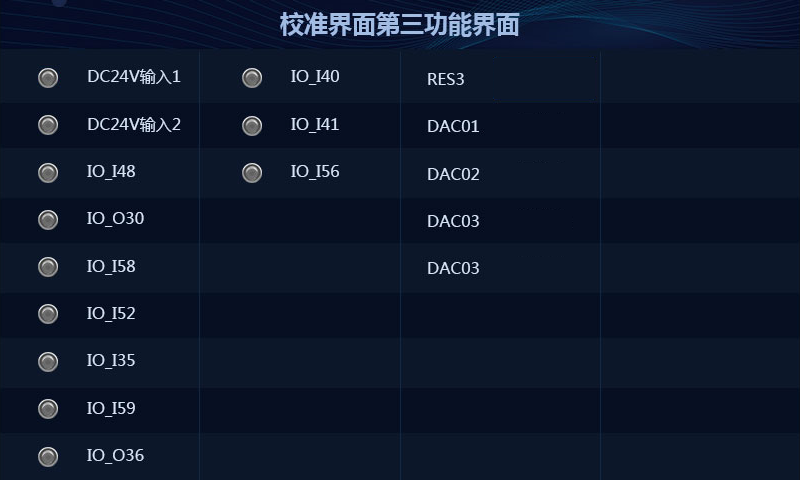 校准界面第三功能界面
DC24V输入1
DC24V输入2
IO_I48
IO_O30
IO_I58
IO_I52
IO_I35
IO_I59
IO_O36
IO_I40
IO_I41
IO_I56
RES3
DAC01
DAC02
DAC03
DAC03